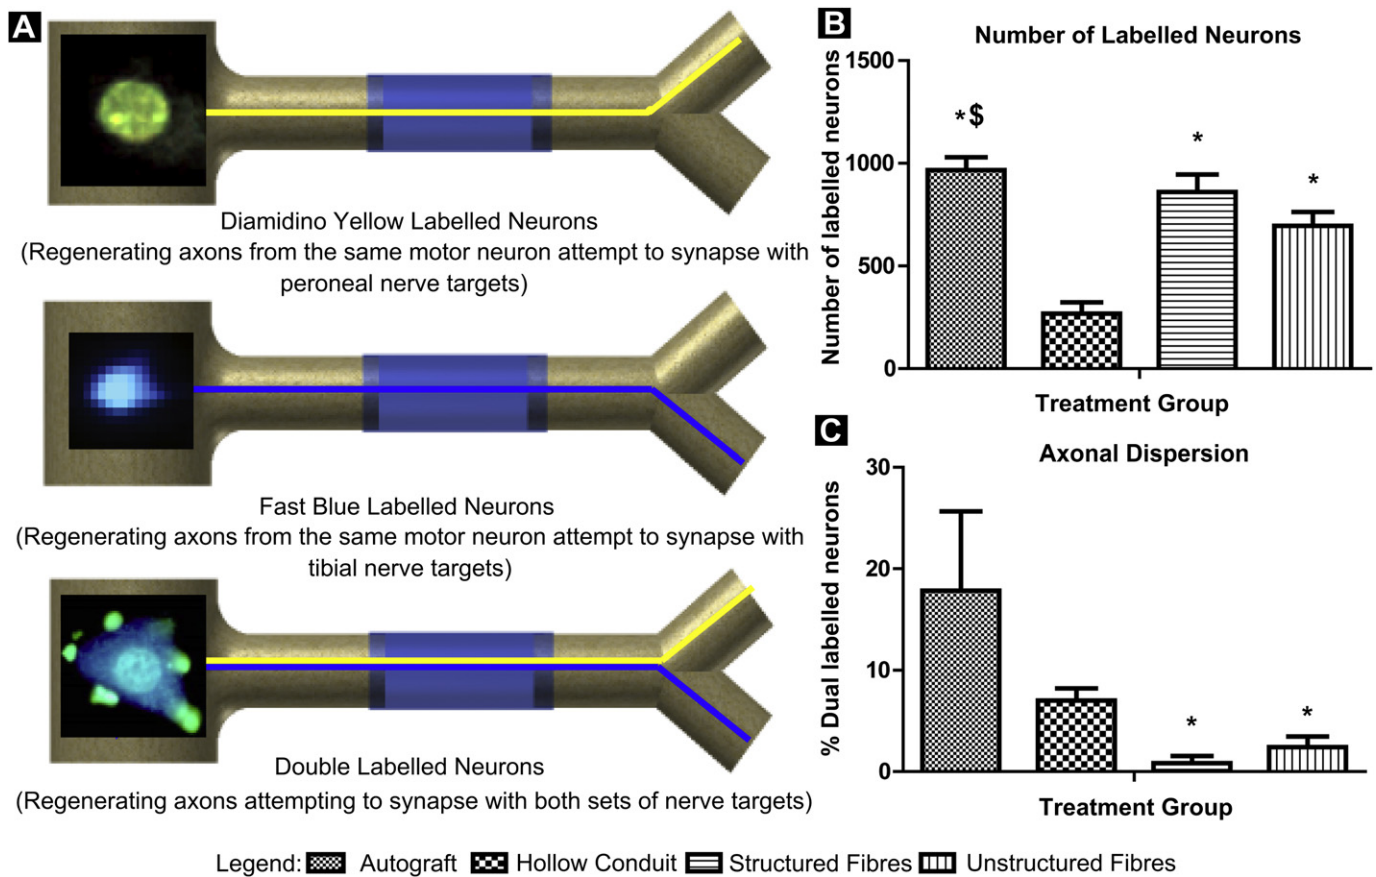 A
Diamidino Yellow Labelled Neurons
(Regenerating axons from the same motor neuron attempt to synapse with
peroneal nerve targets)
Fast Blue Labelled Neurons
(Regenerating axons from the same motor neuron attempt to synapse with
tibial nerve targets)
Double Labelled Neurons
(Regenerating axons attempting to synapse with both sets of nerve targets)
B
Number of Labelled Neurons
Number of labelled neurons
1500
1000
500
0
*$
*
*
Treatment Group
C
Axonal Dispersion
% Dual labelled neurons
30
20
10
0
*
*
Treatment Group
Legend: Autograft Hollow Conduit Structured Fibres Unstructured Fibres